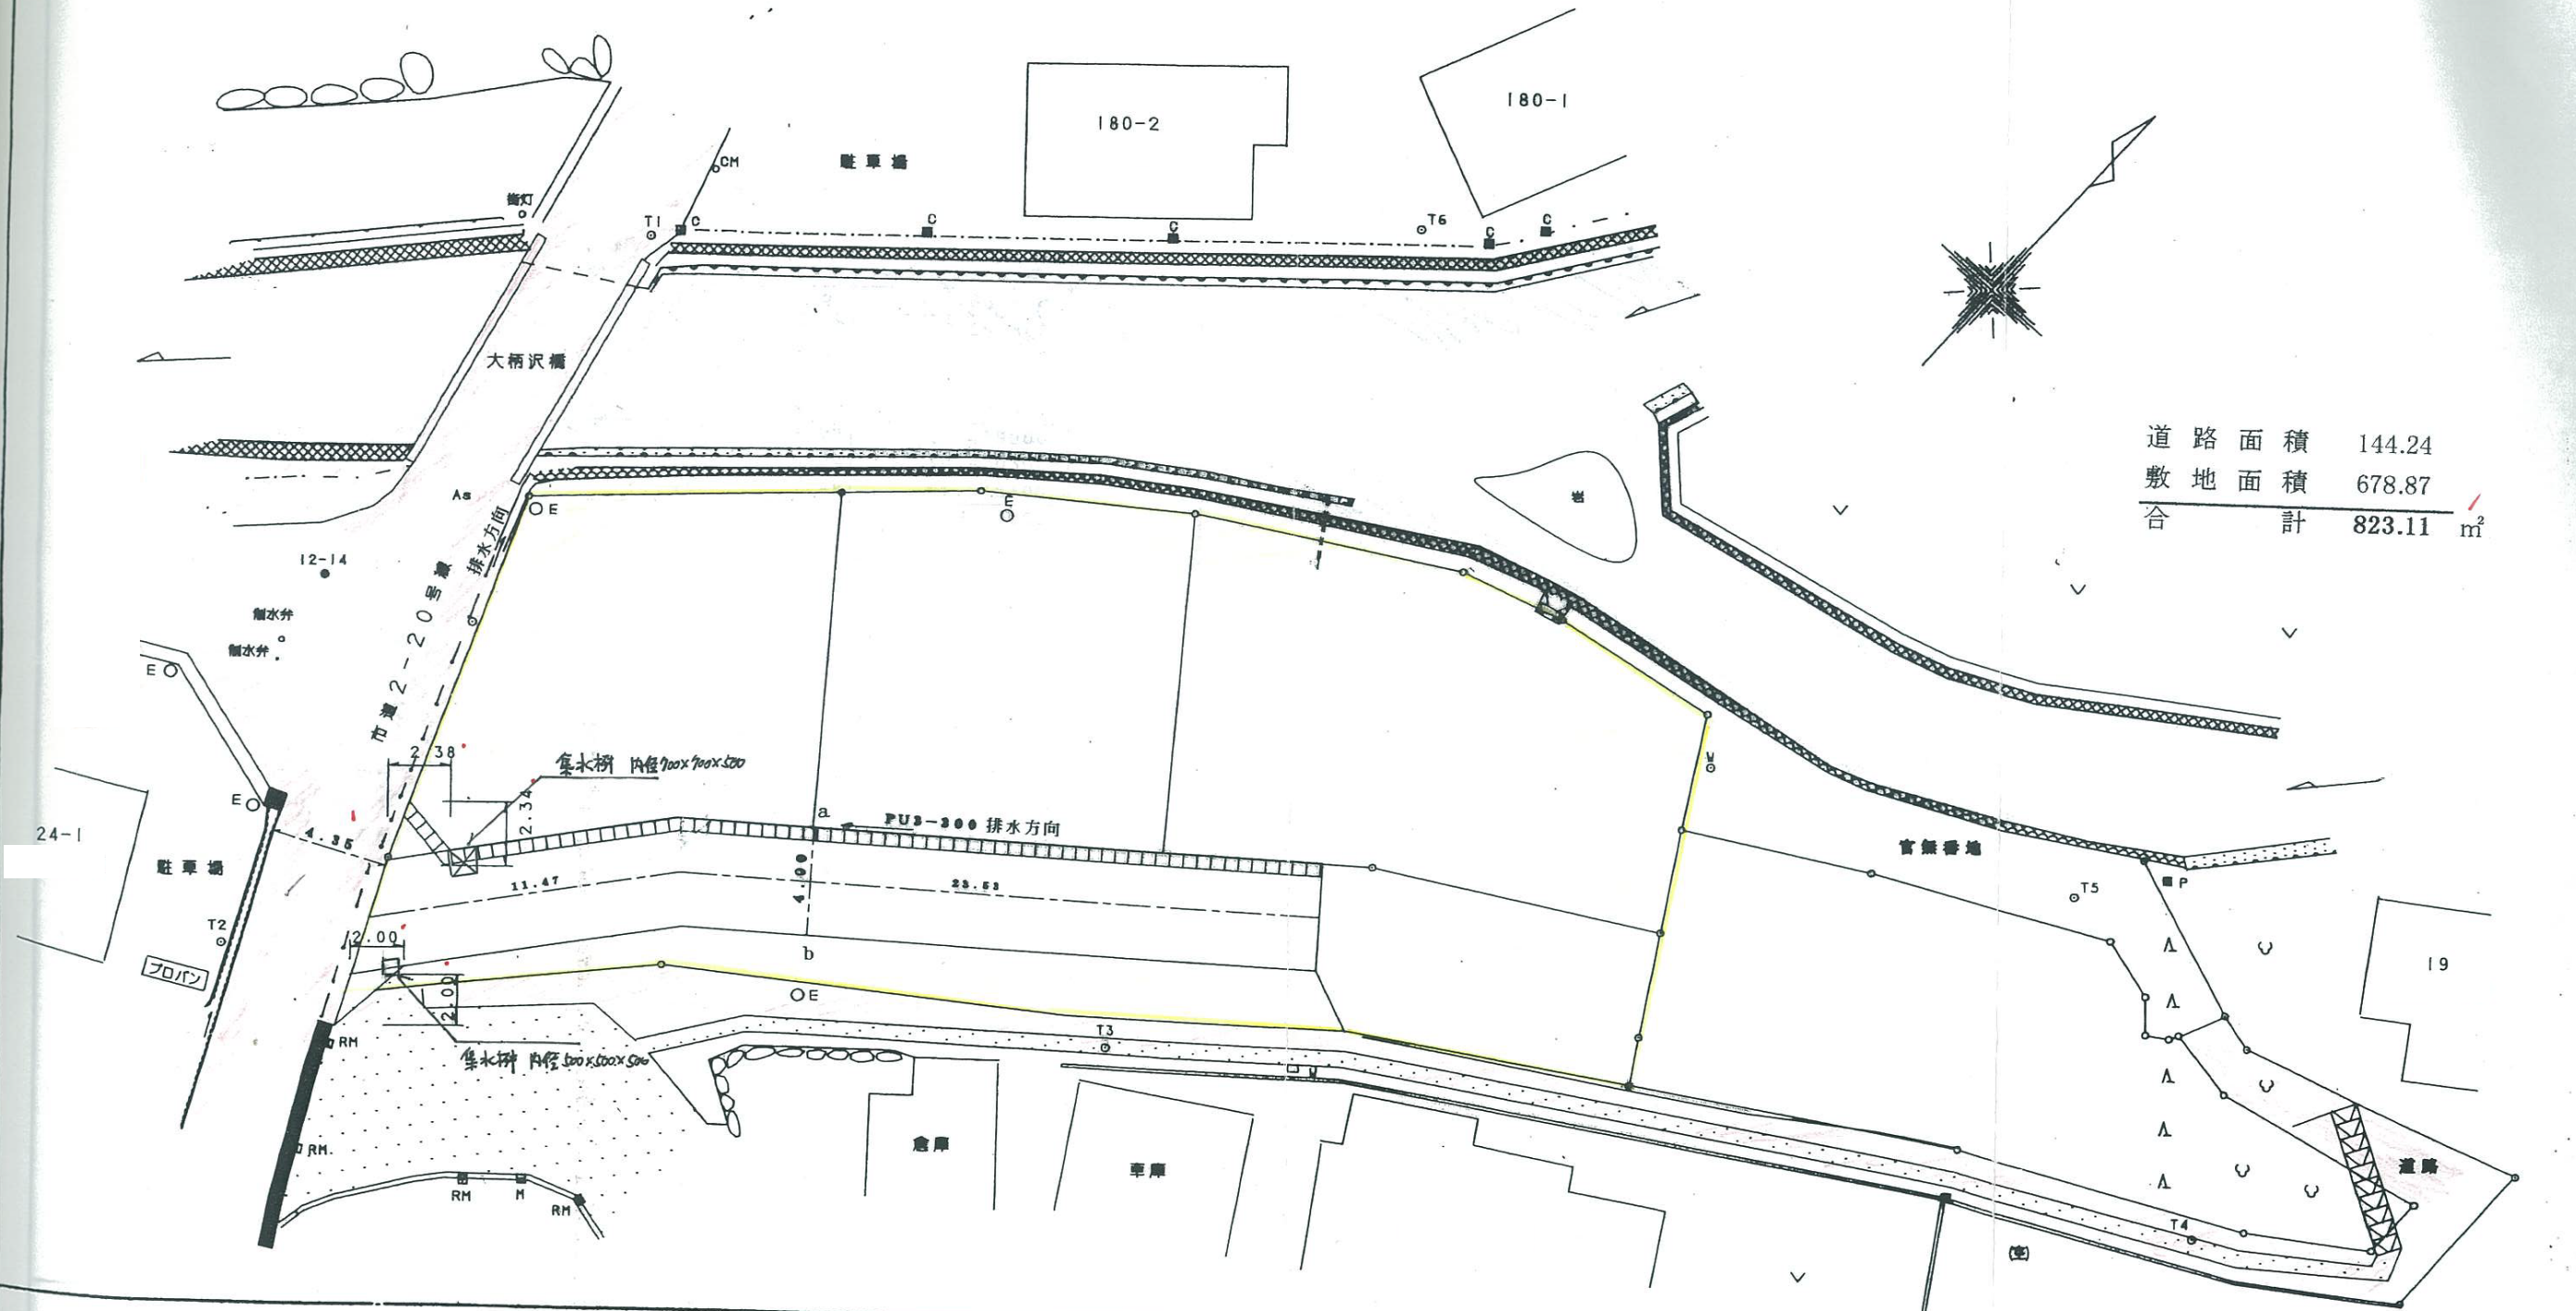 180-2
180-1
CM
駐車場
街灯
T1
C
C
C
T6
C
C
大柄沢橋
道路面積 144.24
敷地面積 678.87
合計 823.11 ㎡
As
E
E
排水方向
12-14
制水弁
制水弁
市道2-20号線
E
2.38
集水桝 内径700×700×500
W
2.34
E
a
PU3-300 排水方向
24-1
4.35
官無番地
駐車場
11.47
4.00
23.53
T5
P
T2
2.00
b
19
プロパン
E
2.00
T3
RM
集水桝 内径500×500×500
W
倉庫
車庫
RM
道路
RM
M
RM
T4